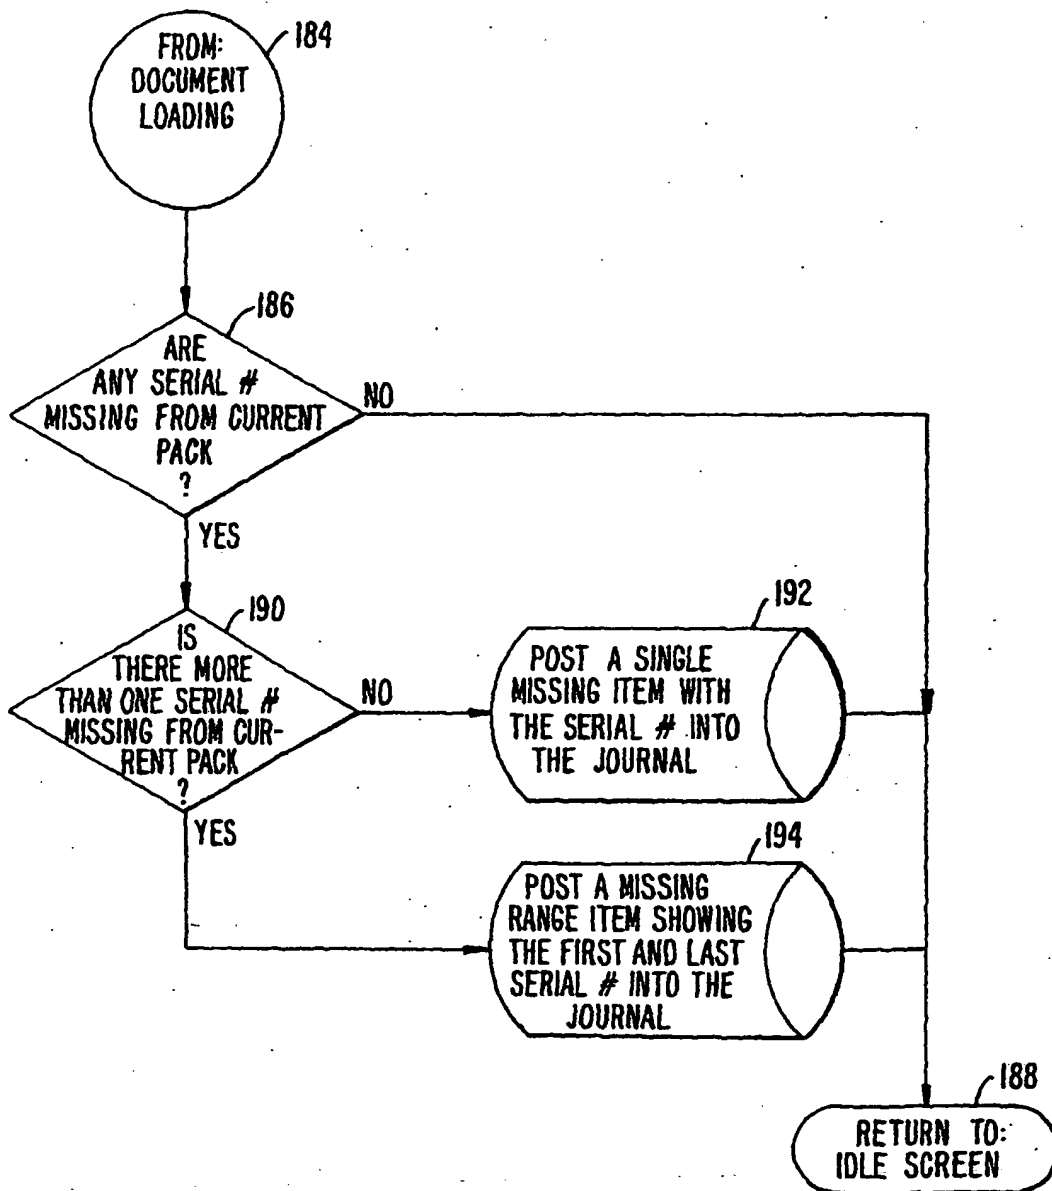 FROM:
DOCUMENT
LOADING
184
186
ARE
ANY SERIAL #
MISSING FROM CURRENT
PACK
?
NO
YES
190
IS
THERE MORE
THAN ONE SERIAL #
MISSING FROM CUR-
RENT PACK
?
NO
YES
192
POST A SINGLE
MISSING ITEM WITH
THE SERIAL # INTO
THE JOURNAL
194
POST A MISSING
RANGE ITEM SHOWING
THE FIRST AND LAST
SERIAL # INTO THE
JOURNAL
188
RETURN TO:
IDLE SCREEN